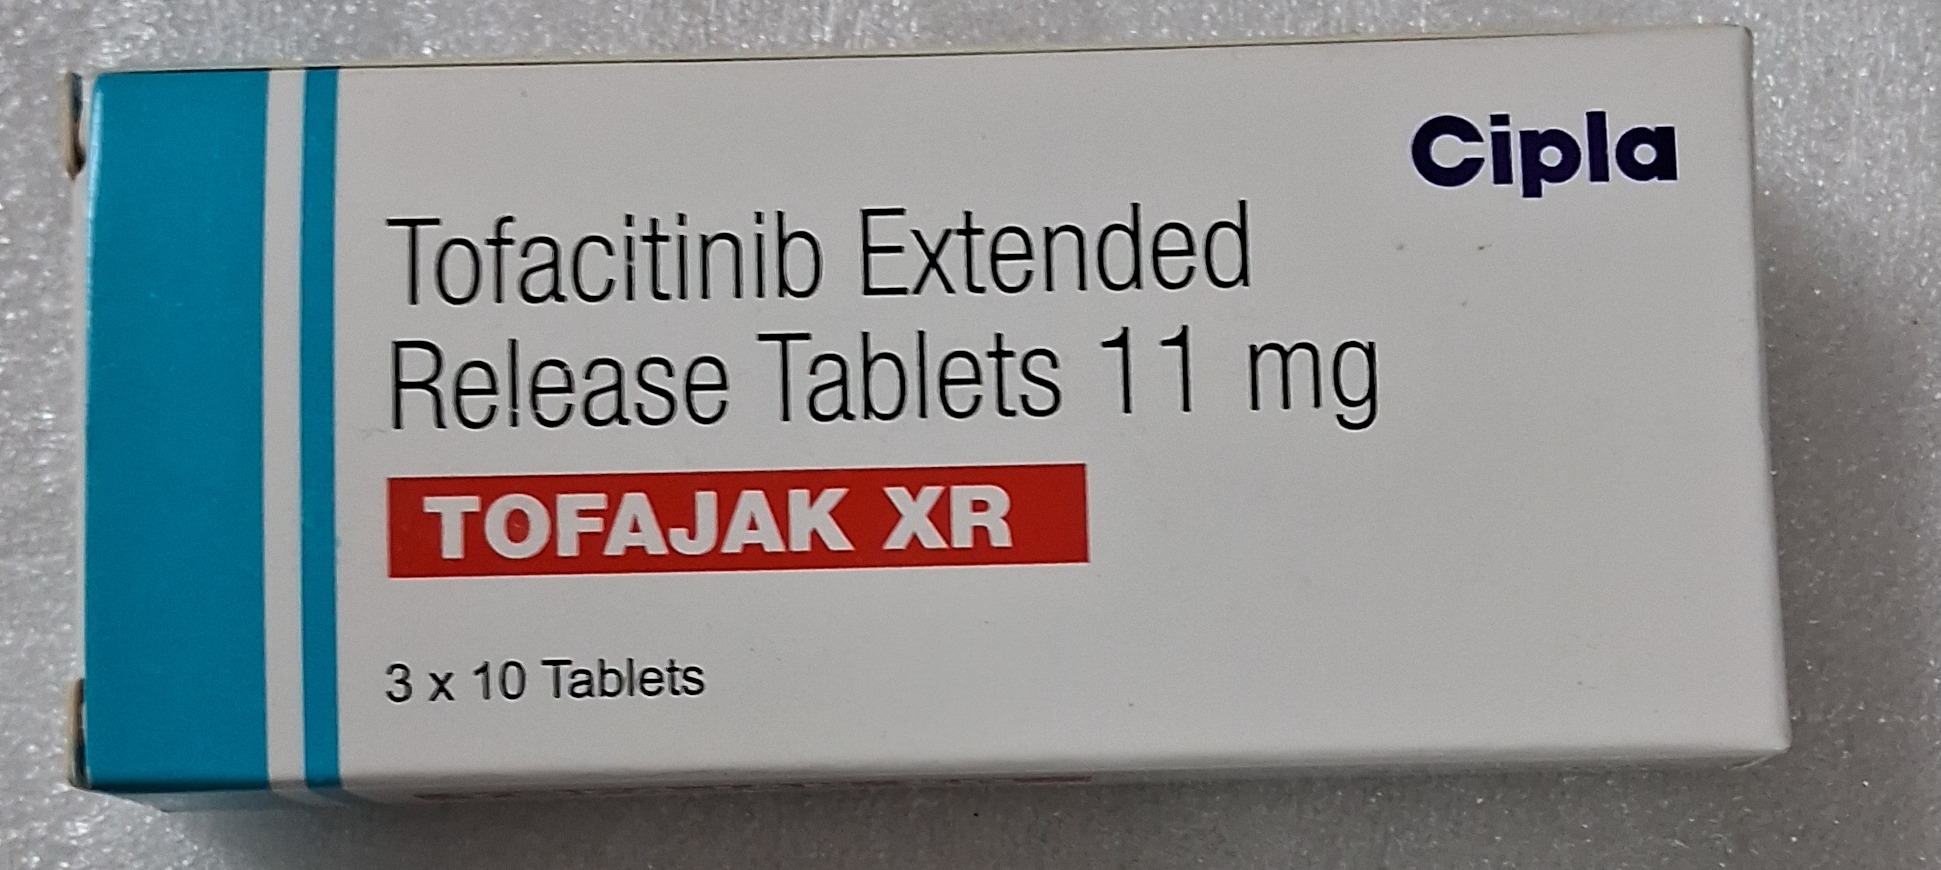 Cipla
Tofacitinib Extended
Release Tablets 11 mg
TOFAJAK XR
3 x 10 Tablets